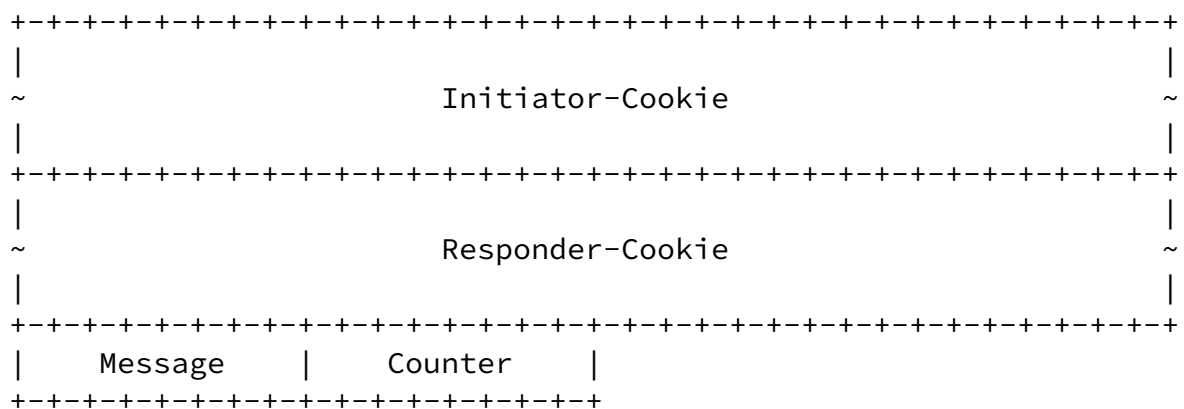 +-+-+-+-+-+-+-+-+-+-+-+-+-+-+-+-+-+-+-+-+-+-+-+-+-+-+-+-+-+-+-+-+
|                                                               |
~                        Initiator-Cookie                       ~
|                                                               |
+-+-+-+-+-+-+-+-+-+-+-+-+-+-+-+-+-+-+-+-+-+-+-+-+-+-+-+-+-+-+-+-+
|                                                               |
~                        Responder-Cookie                       ~
|                                                               |
+-+-+-+-+-+-+-+-+-+-+-+-+-+-+-+-+-+-+-+-+-+-+-+-+-+-+-+-+-+-+-+-+
|    Message    |    Counter    |
+-+-+-+-+-+-+-+-+-+-+-+-+-+-+-+-+